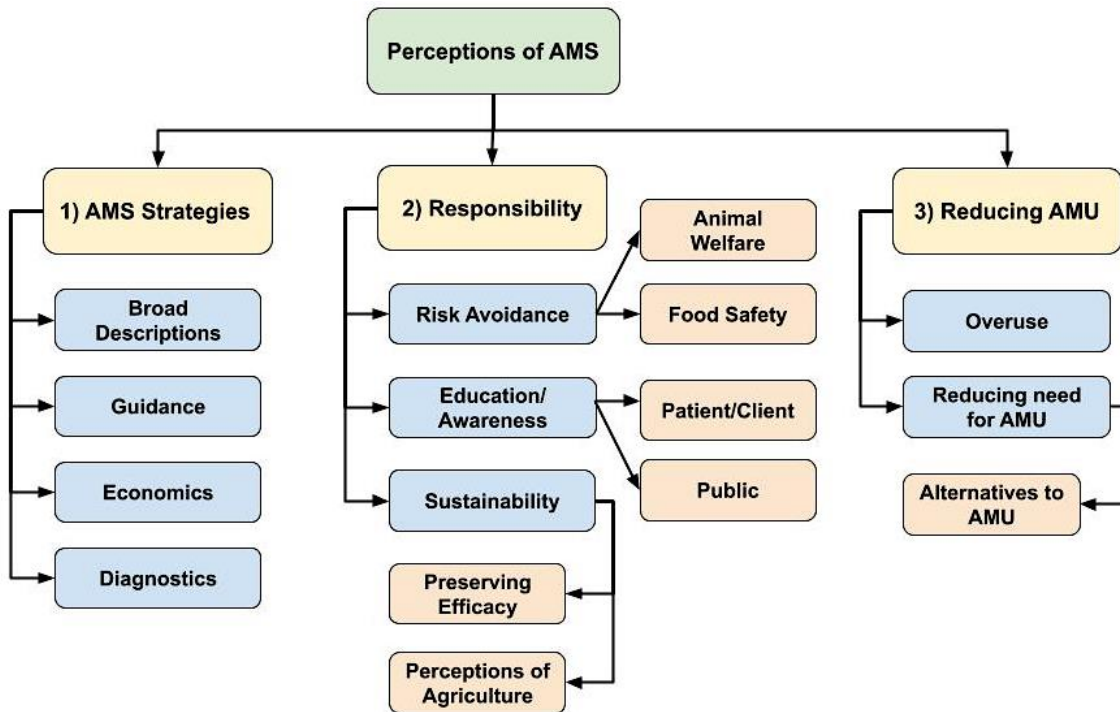 Perceptions of AMS
1) AMS Strategies
Broad
Descriptions
Guidance
Economics
Diagnostics
2) Responsibility
Risk Avoidance
Animal
Welfare
Food Safety
Education/
Awareness
Patient/Client
Public
Sustainability
Preserving
Efficacy
Perceptions of
Agriculture
3) Reducing AMU
Overuse
Reducing need
for AMU
Alternatives to
AMU